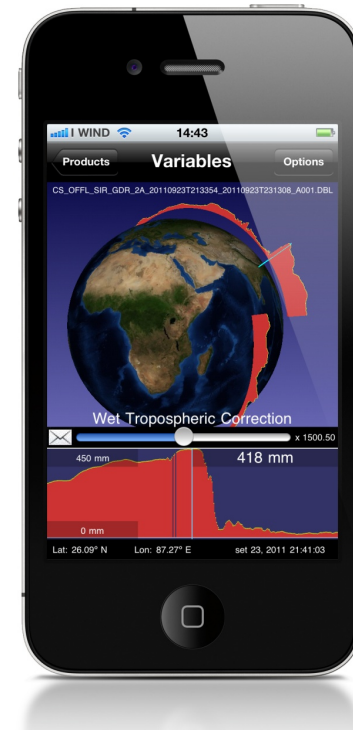 I WIND 14:43
Products Variables Options
CS_OFFL_SIR_GDR_2A_20110923T213354_20110923T231308_A001.DBL
Wet Tropospheric Correction
x 1500.50
450 mm 418 mm
0 mm
Lat: 26.09° N Lon: 87.27° E set 23, 2011 21:41:03